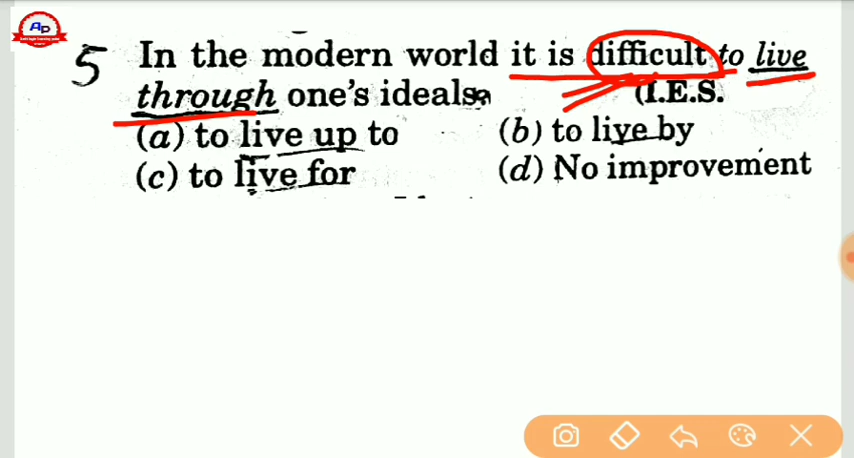 AP
5 In the modern world it is difficult to live
through one's ideals.
(I.E.S.
(a) to live up to (b) to live by
(c) to live for (d) No improvement